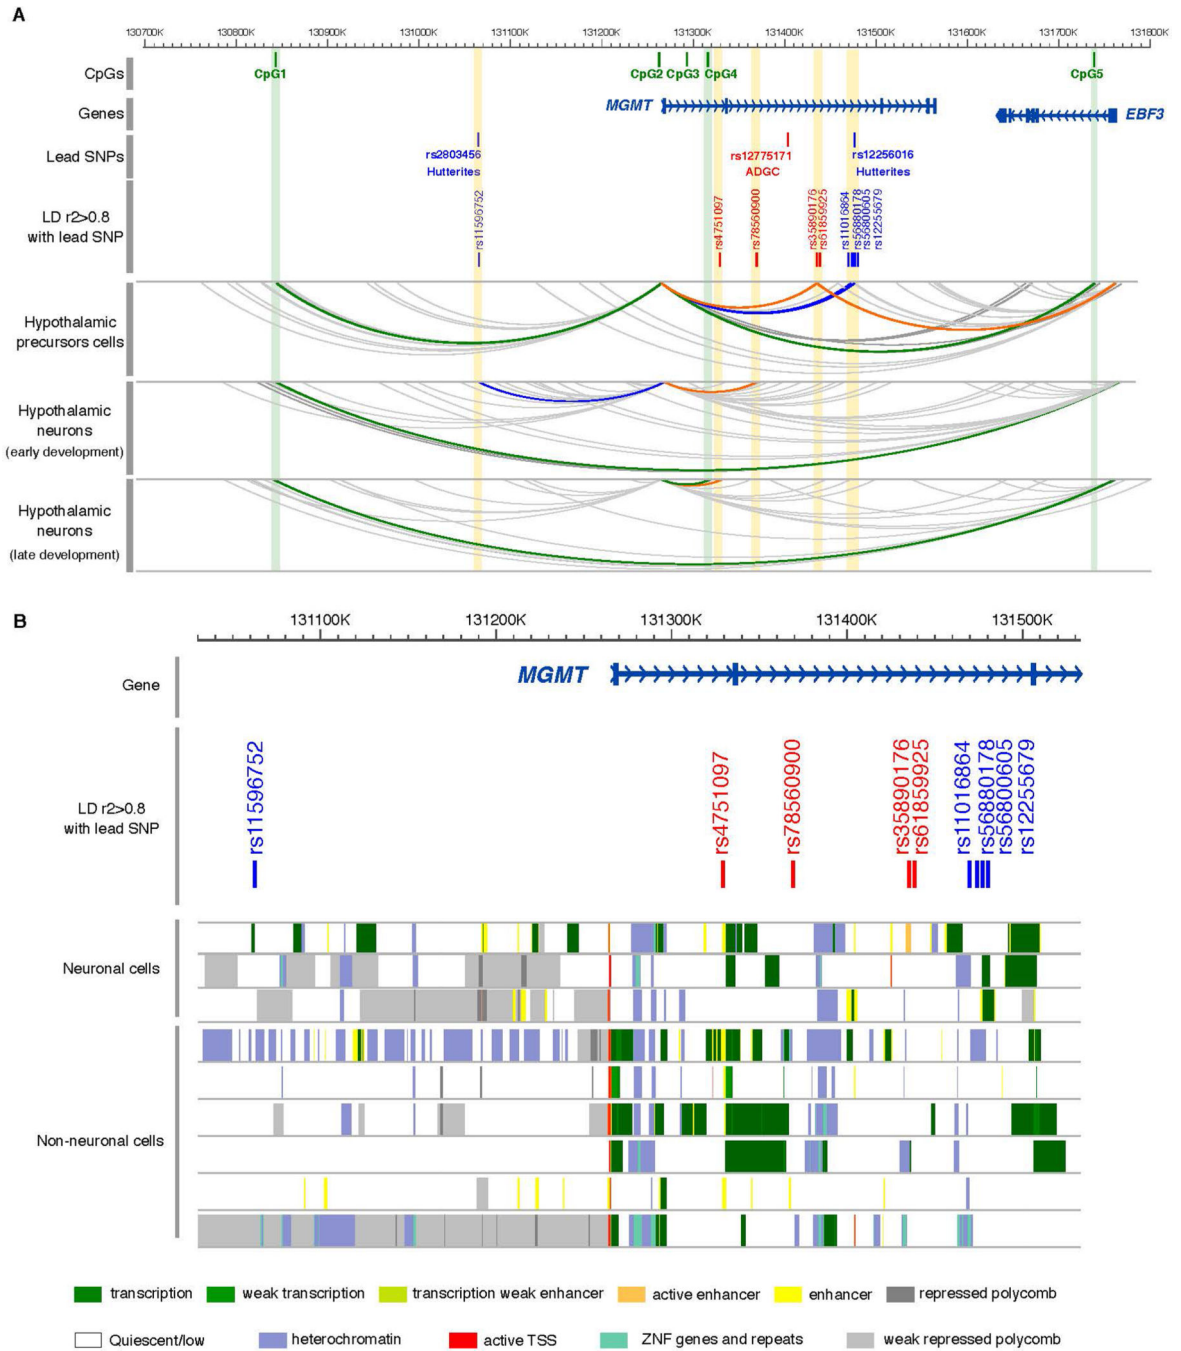 A
130700K 130800K 130900K 131000K 131100K 131200K 131300K 131400K 131500K 131600K 131700K 131800K
CpGs
CpG1 CpG2 CpG3 CpG4 CpG5
Genes
MGMT EBF3
Lead SNPs
rs2803456 rs12775171 rs12256016
Hutterites ADGC Hutterites
LD r2>0.8
with lead SNP
rs11596752 rs4751097 rs78560900 rs35890176 rs61859925 rs11016864 rs56880178 rs56800605 rs12255679
Hypothalamic
precursors cells
Hypothalamic
neurons
(early development)
Hypothalamic
neurons
(late development)
B
131100K 131200K 131300K 131400K 131500K
Gene
MGMT
LD r2>0.8
with lead SNP
rs11596752 rs4751097 rs78560900 rs35890176 rs61859925 rs11016864 rs56880178 rs56800605 rs12255679
Neuronal cells
Non-neuronal cells
transcription weak transcription transcription weak enhancer active enhancer enhancer repressed polycomb
Quiescent/low heterochromatin active TSS ZNF genes and repeats weak repressed polycomb